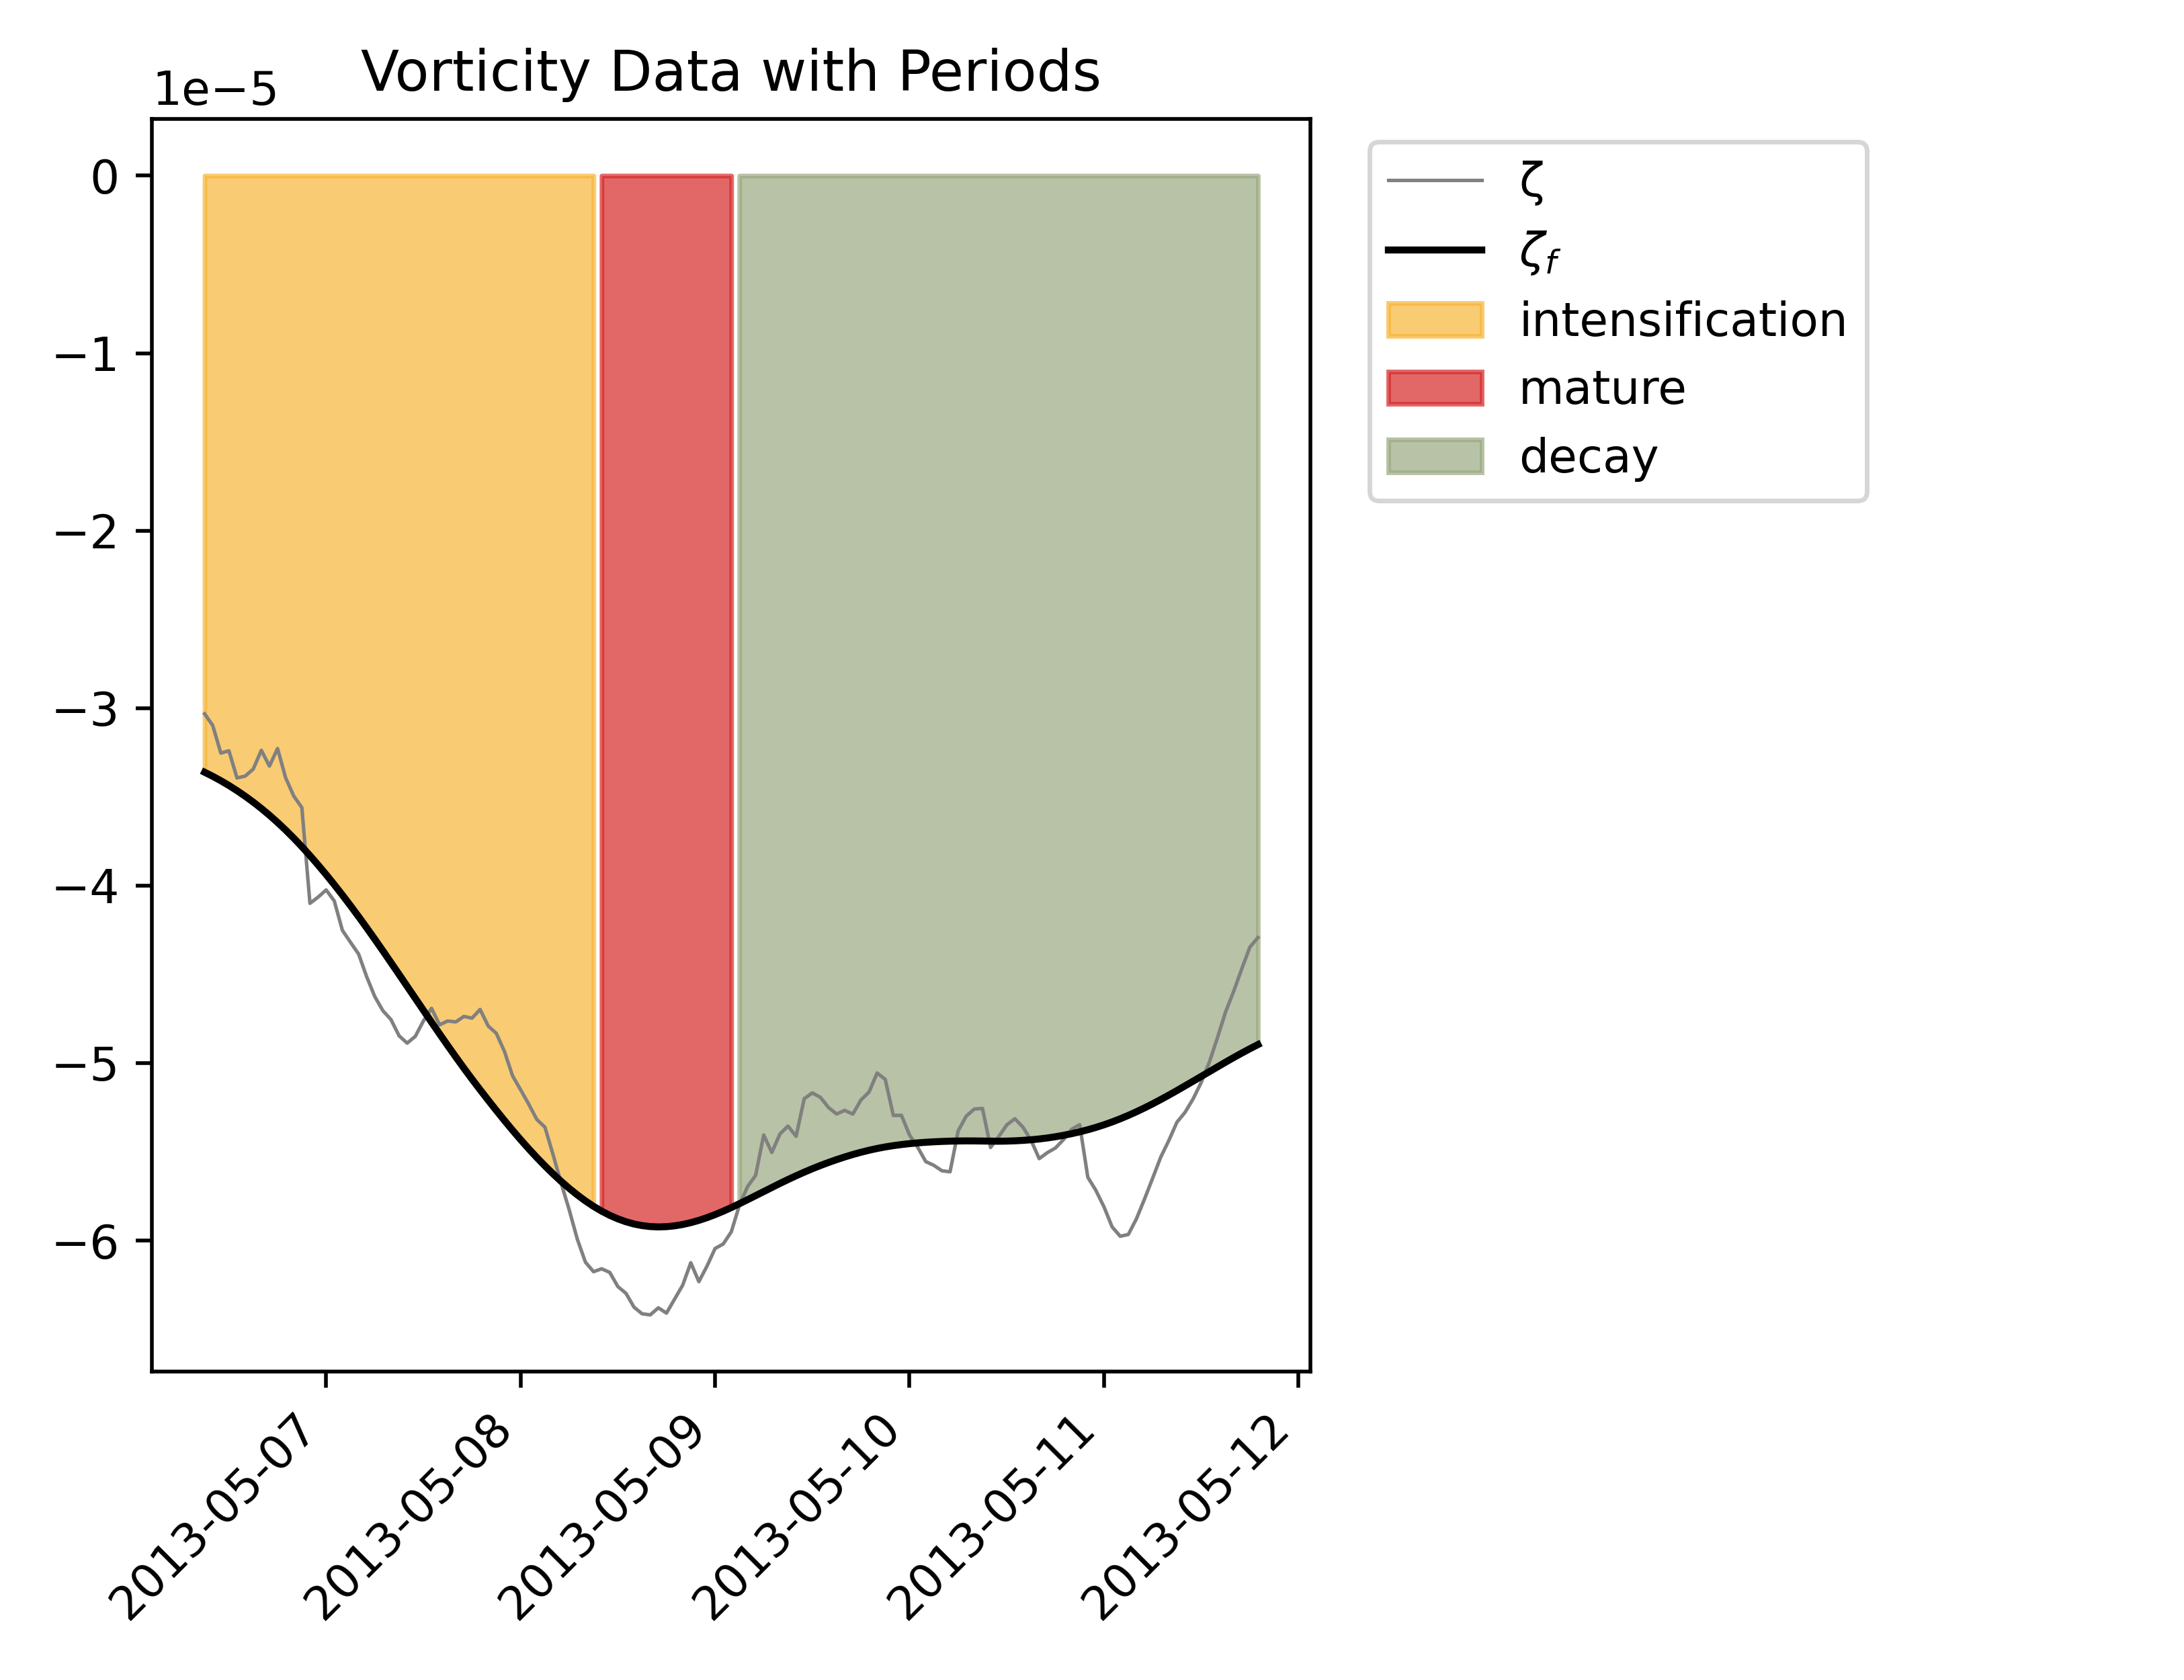 Vorticity Data with Periods
1e−5
0
−1
−2
−3
−4
−5
−6
2013-05-07
2013-05-08
2013-05-09
2013-05-10
2013-05-11
2013-05-12
ζ
ζf
intensification
mature
decay